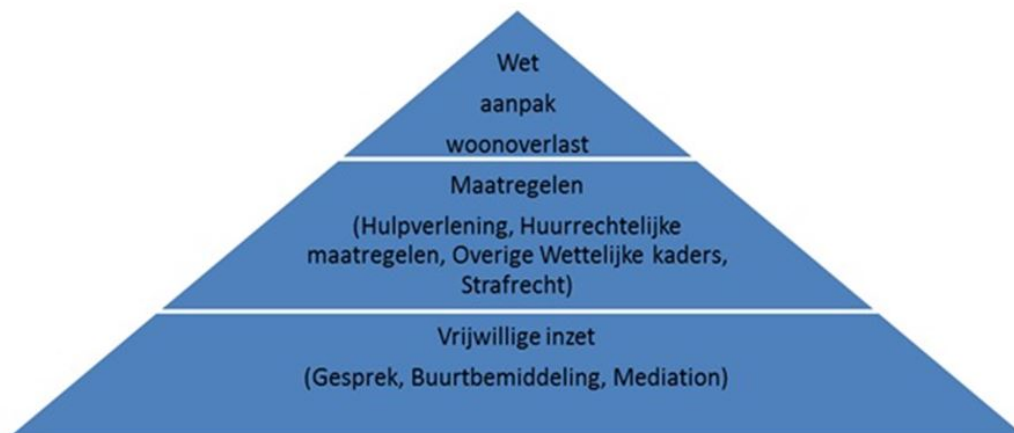 Wet
aanpak
woonoverlast
Maatregelen
(Hulpverlening, Huurrechtelijke
maatregelen, Overige Wettelijke kaders,
Strafrecht)
Vrijwillige inzet
(Gesprek, Buurtbemiddeling, Mediation)